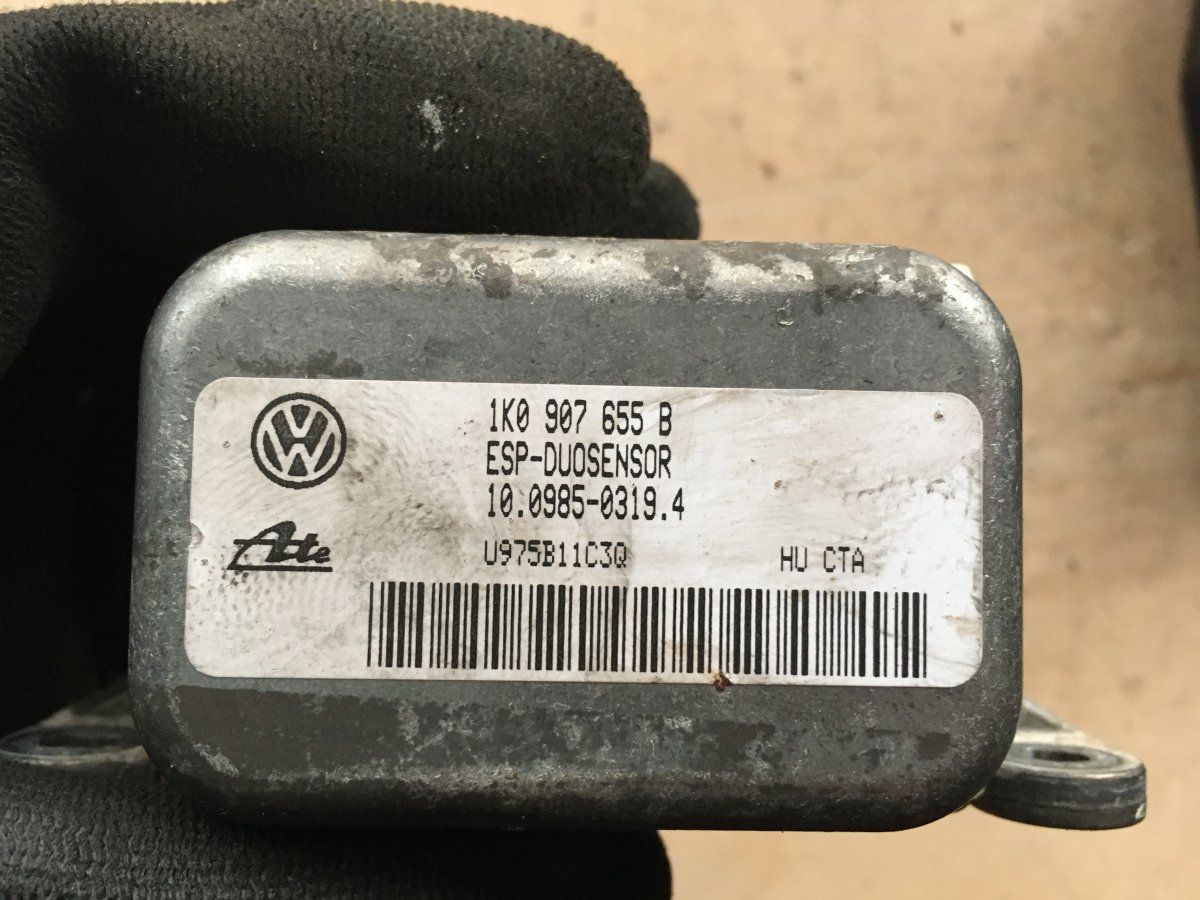 1K0 907 655 B
ESP-DUOSENSOR
10.0985-0319.4
U975B11C3Q HU CTA
Ate